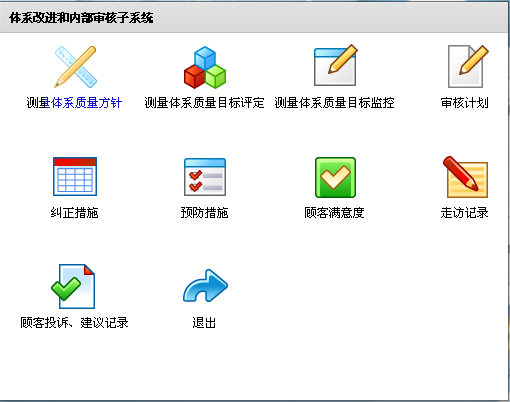 体系改进和内部审核子系统
测量体系质量方针
测量体系质量目标评定
测量体系质量目标监控
审核计划
纠正措施
预防措施
顾客满意度
走访记录
顾客投诉、建议记录
退出